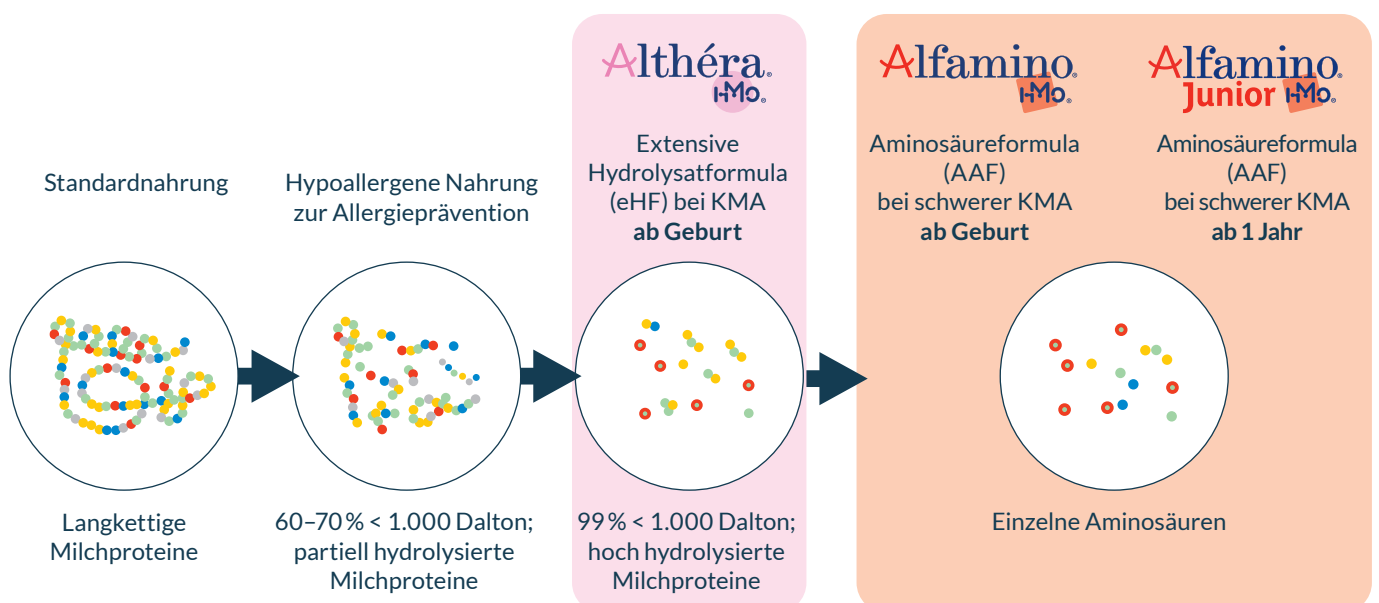 Standardnahrung
Langkettige
Milchproteine
Hypoallergene Nahrung
zur Allergieprävention
60–70 % < 1.000 Dalton;
partiell hydrolysierte
Milchproteine
Althéra®
HMO®
Extensive
Hydrolysatformula
(eHF) bei KMA
ab Geburt
99 % < 1.000 Dalton;
hoch hydrolysierte
Milchproteine
Alfamino®
HMO®
Aminosäureformula
(AAF)
bei schwerer KMA
ab Geburt
Alfamino®
Junior HMO®
Aminosäureformula
(AAF)
bei schwerer KMA
ab 1 Jahr
Einzelne Aminosäuren